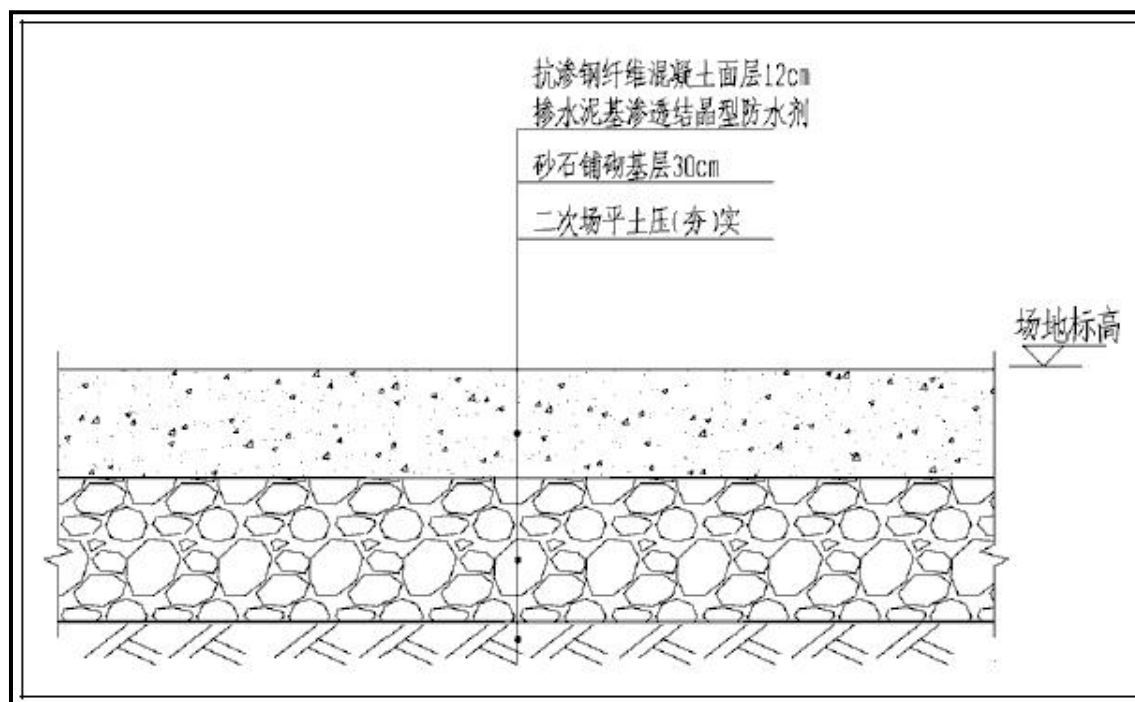 抗渗钢纤维混凝土面层12cm
掺水泥基渗透结晶型防水剂
砂石铺砌基层30cm
二次场平土压(夯)实
场地标高